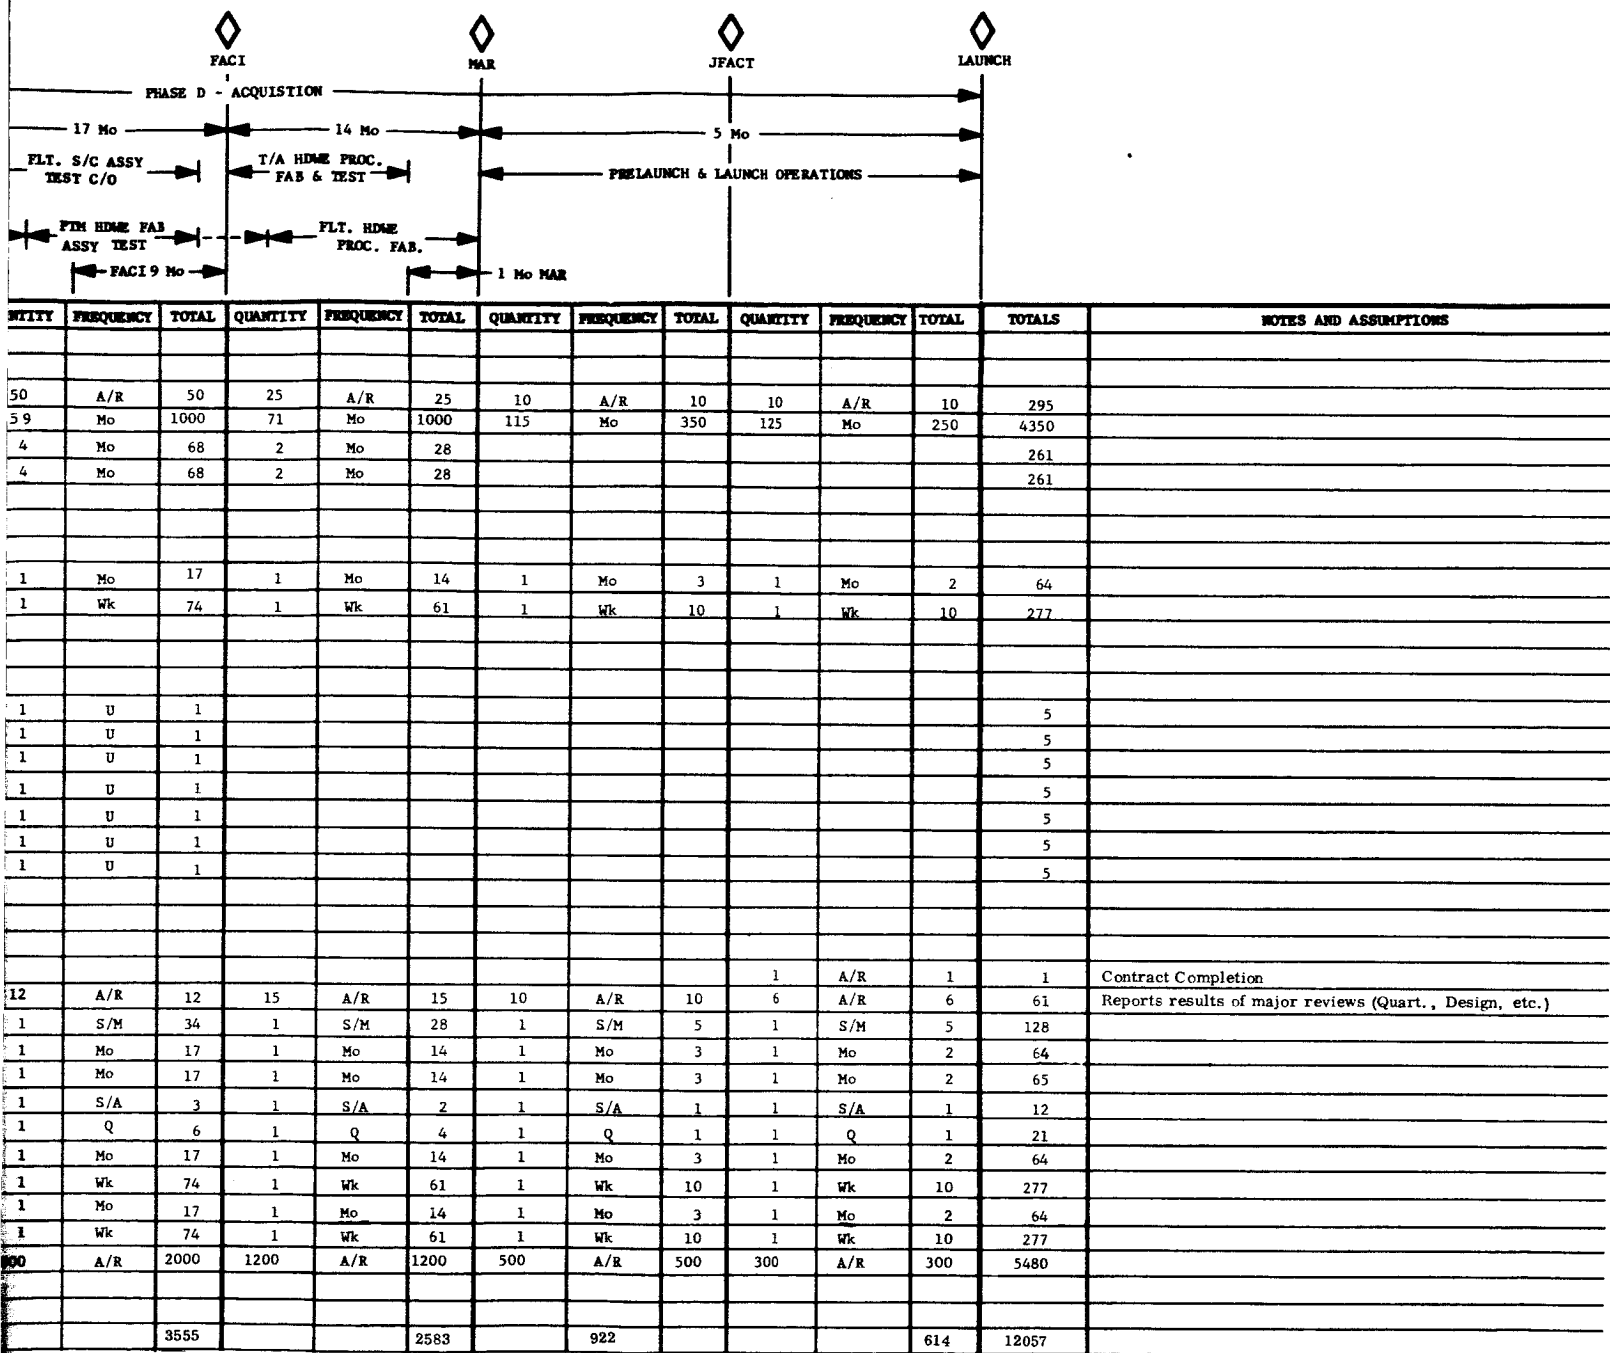 FACI MAR JFACT LAUNCH
PHASE D - ACQUISTION
17 Mo 14 Mo 5 Mo
FLT. S/C ASSY TEST C/O
T/A HDWE PROC. FAB & TEST
PRELAUNCH & LAUNCH OPERATIONS
PTM HDWE FAB ASSY TEST
FLT. HDWE PROC. FAB.
FACI 9 Mo
1 Mo MAR
NTITY FREQUENCY TOTAL QUANTITY FREQUENCY TOTAL QUANTITY FREQUENCY TOTAL QUANTITY FREQUENCY TOTAL TOTALS NOTES AND ASSUMPTIONS
50 A/R 50 25 A/R 25 10 A/R 10 10 A/R 10 295
59 Mo 1000 71 Mo 1000 115 Mo 350 125 Mo 250 4350
4 Mo 68 2 Mo 28 261
4 Mo 68 2 Mo 28 261
1 Mo 17 1 Mo 14 1 Mo 3 1 Mo 2 64
1 Wk 74 1 Wk 61 1 Wk 10 1 Wk 10 277
1 U 1 5
1 U 1 5
1 U 1 5
1 U 1 5
1 U 1 5
1 U 1 5
1 U 1 5
1 A/R 1 1 Contract Completion
12 A/R 12 15 A/R 15 10 A/R 10 6 A/R 6 61 Reports results of major reviews (Quart., Design, etc.)
1 S/M 34 1 S/M 28 1 S/M 5 1 S/M 5 128
1 Mo 17 1 Mo 14 1 Mo 3 1 Mo 2 64
1 Mo 17 1 Mo 14 1 Mo 3 1 Mo 2 65
1 S/A 3 1 S/A 2 1 S/A 1 1 S/A 1 12
1 Q 6 1 Q 4 1 Q 1 1 Q 1 21
1 Mo 17 1 Mo 14 1 Mo 3 1 Mo 2 64
1 Wk 74 1 Wk 61 1 Wk 10 1 Wk 10 277
1 Mo 17 1 Mo 14 1 Mo 3 1 Mo 2 64
1 Wk 74 1 Wk 61 1 Wk 10 1 Wk 10 277
A/R 2000 1200 A/R 1200 500 A/R 500 300 A/R 300 5480
3555 2583 922 614 12057